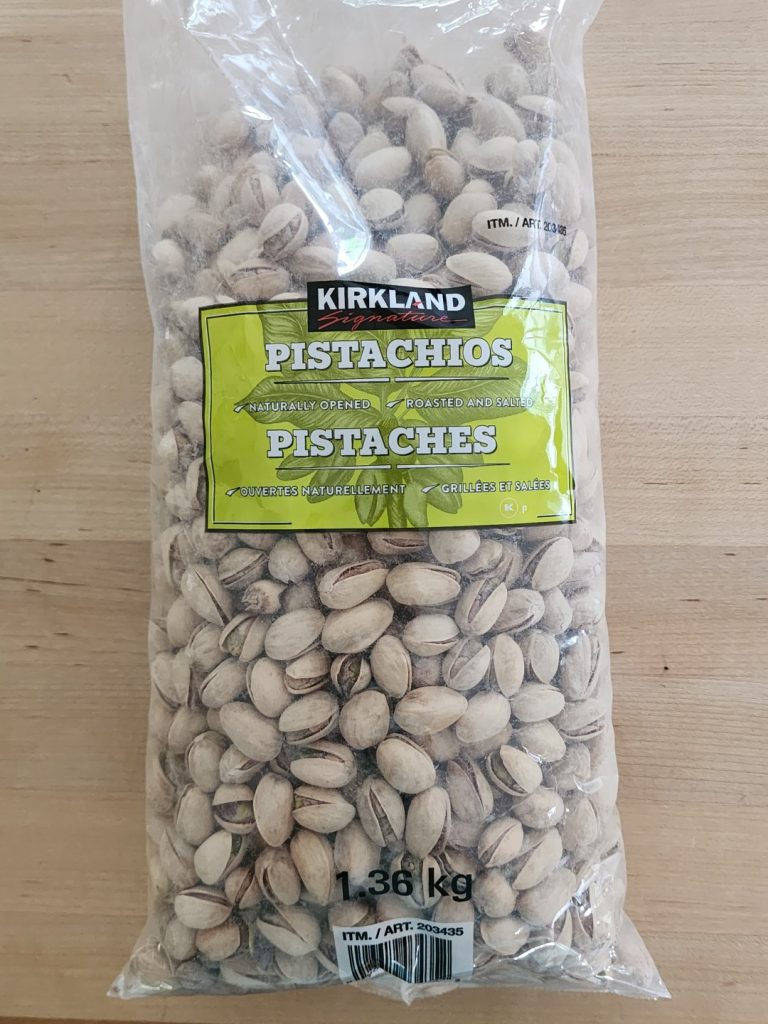 ITM. / ART. 203435
KIRKLAND
Signature
PISTACHIOS
NATURALLY OPENED ROASTED AND SALTED
PISTACHES
OUVERTES NATURELLEMENT GRILLÉES ET SALÉES
K P
1.36 kg
ITM. / ART. 203435